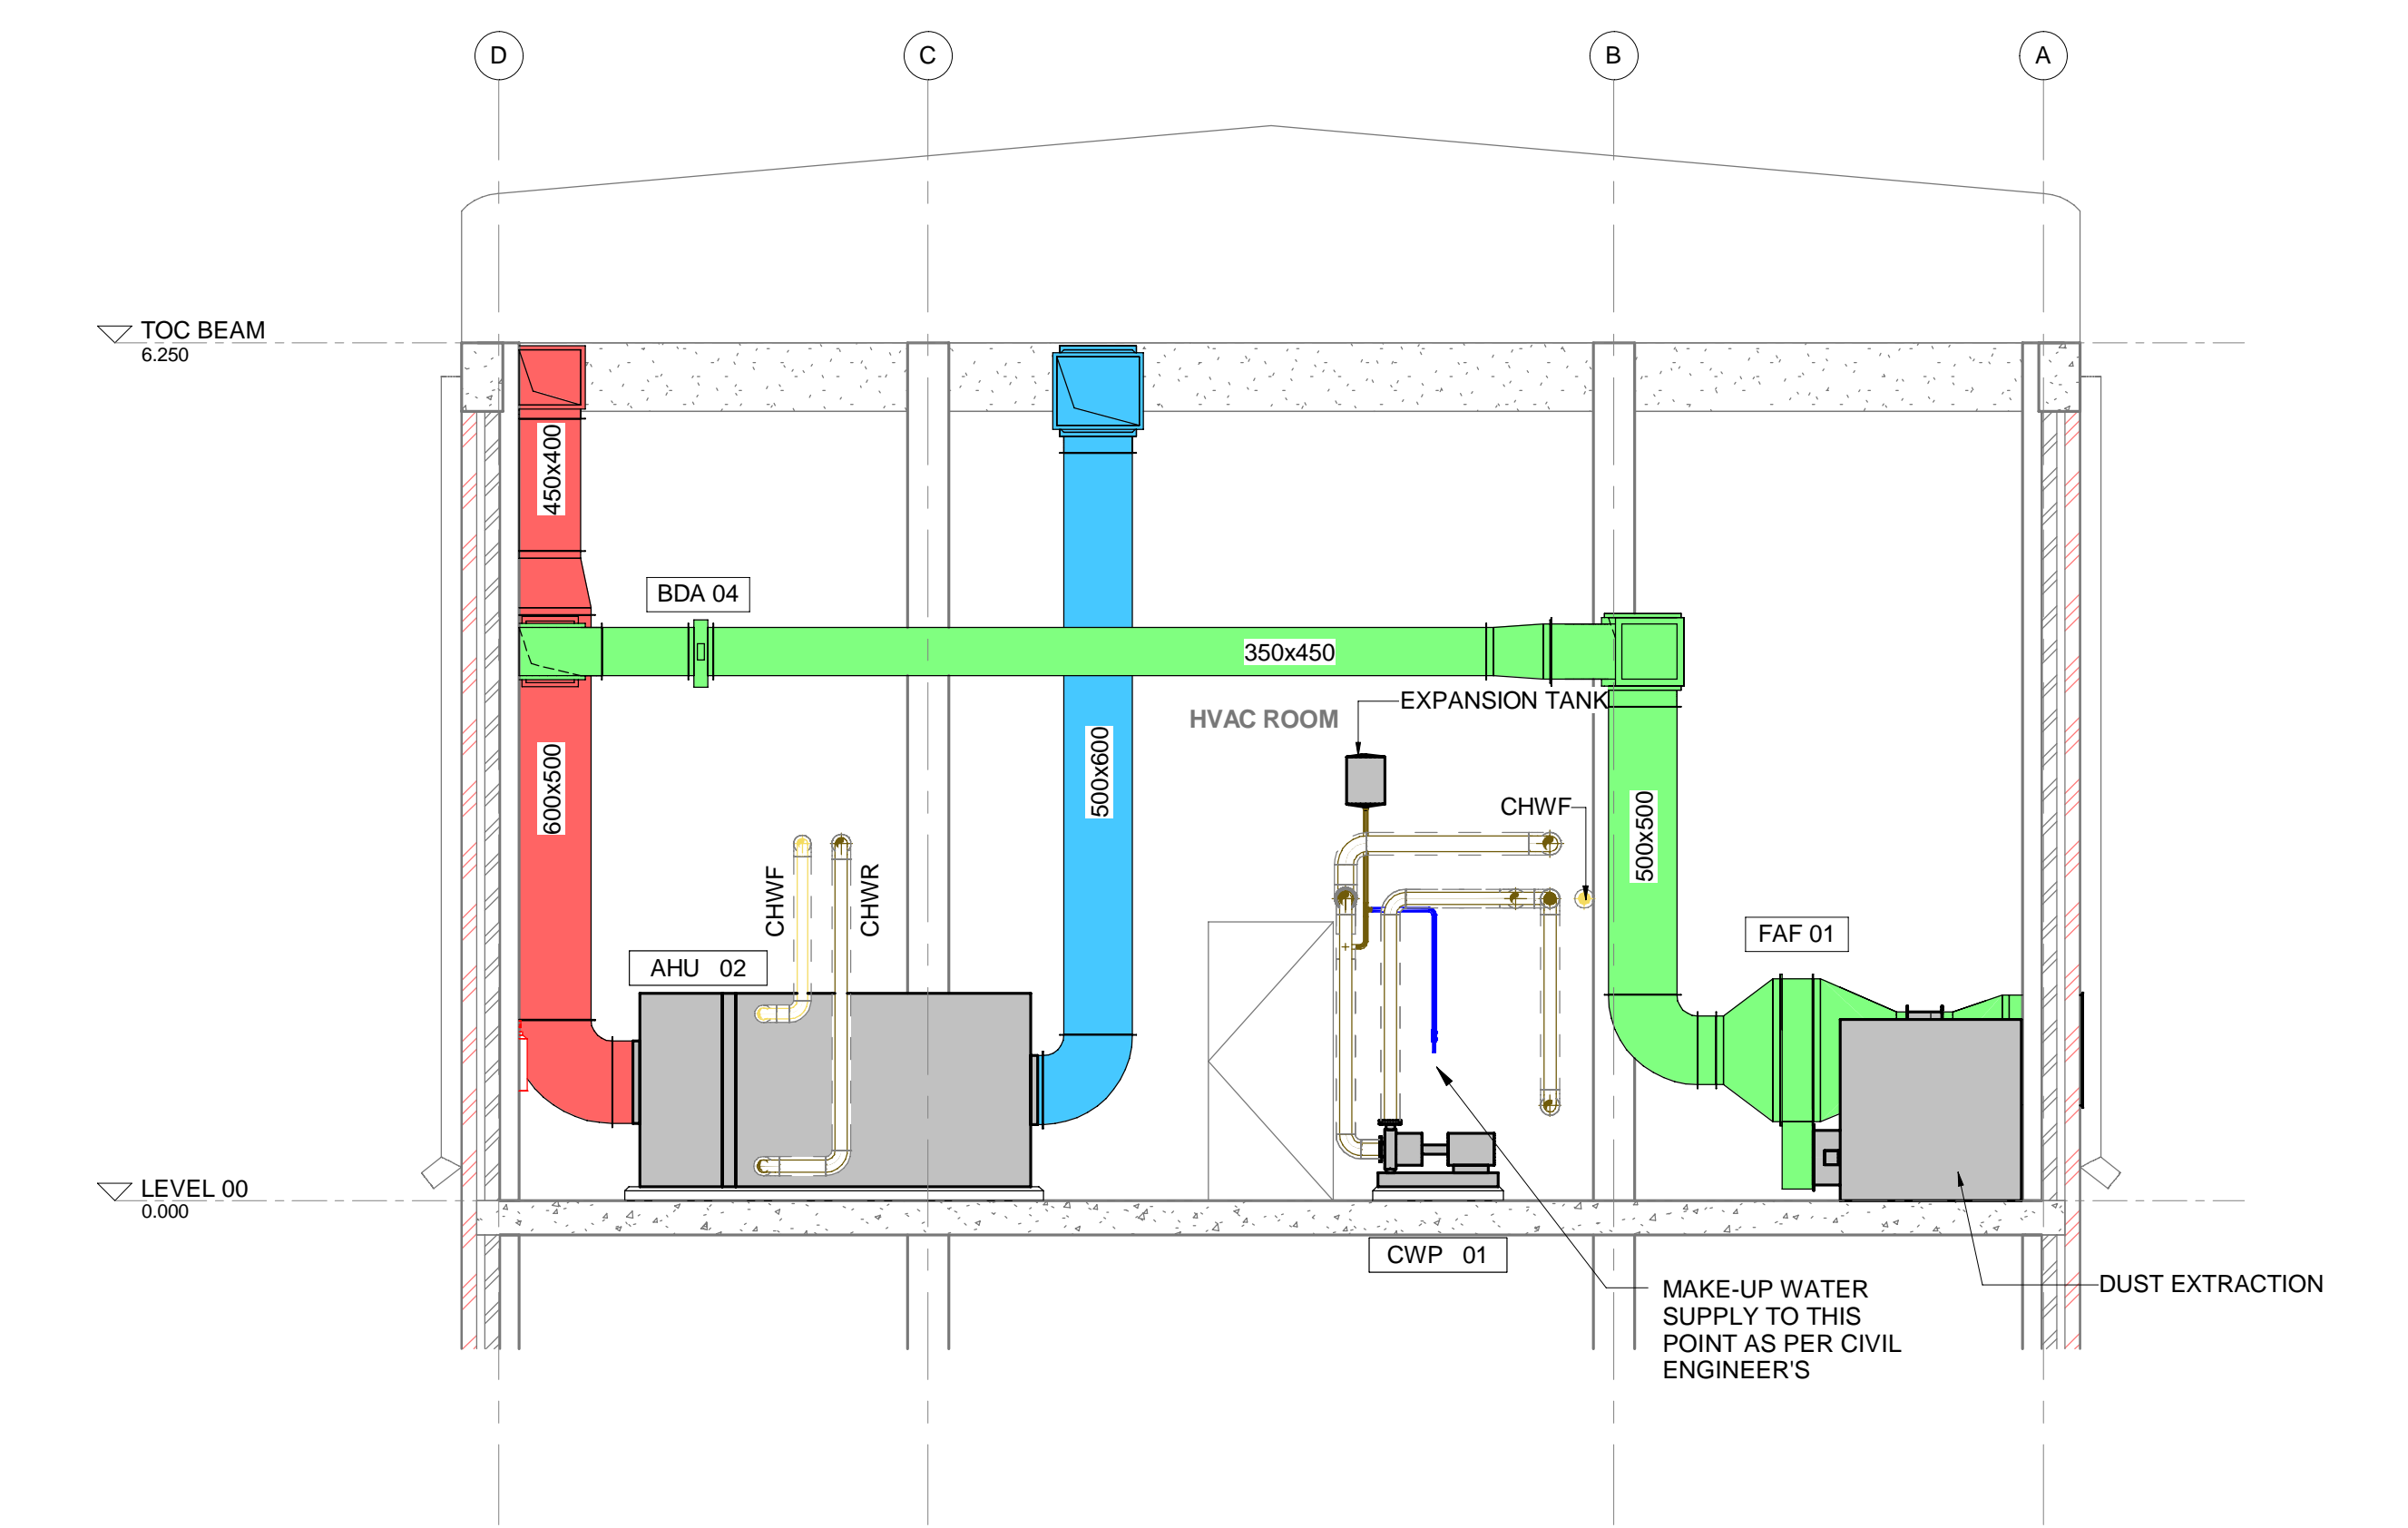 D
C
B
A
TOC BEAM
6.250
450x400
BDA 04
350x450
EXPANSION TANK
HVAC ROOM
600x500
500x600
CHWF
500x500
CHWF
CHWR
FAF 01
AHU 02
LEVEL 00
0.000
CWP 01
MAKE-UP WATER
SUPPLY TO THIS
POINT AS PER CIVIL
ENGINEER'S
DUST EXTRACTION